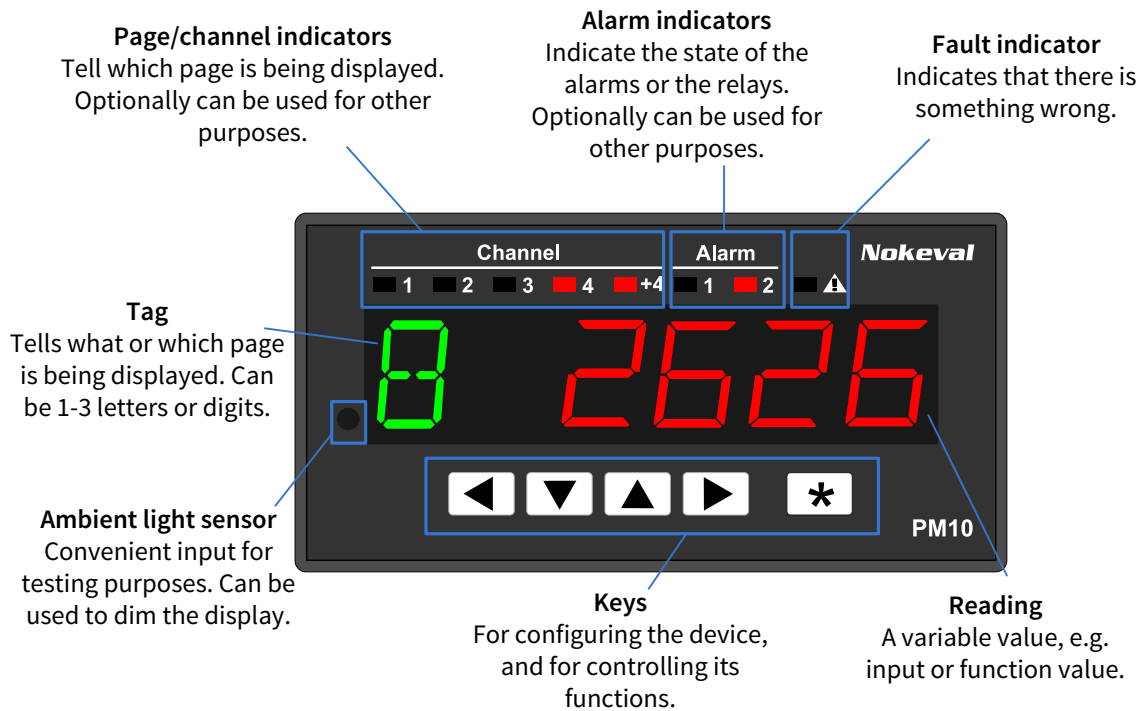 Page/channel indicators
Tell which page is being displayed.
Optionally can be used for other
purposes.
Alarm indicators
Indicate the state of the
alarms or the relays.
Optionally can be used for
other purposes.
Fault indicator
Indicates that there is
something wrong.
Channel
Alarm
Nokeval
1 2 3 4 +4
1 2
8 2626
Tag
Tells what or which page
is being displayed. Can
be 1-3 letters or digits.
*
PM10
Ambient light sensor
Convenient input for
testing purposes. Can be
used to dim the display.
Keys
For configuring the device,
and for controlling its
functions.
Reading
A variable value, e.g.
input or function value.